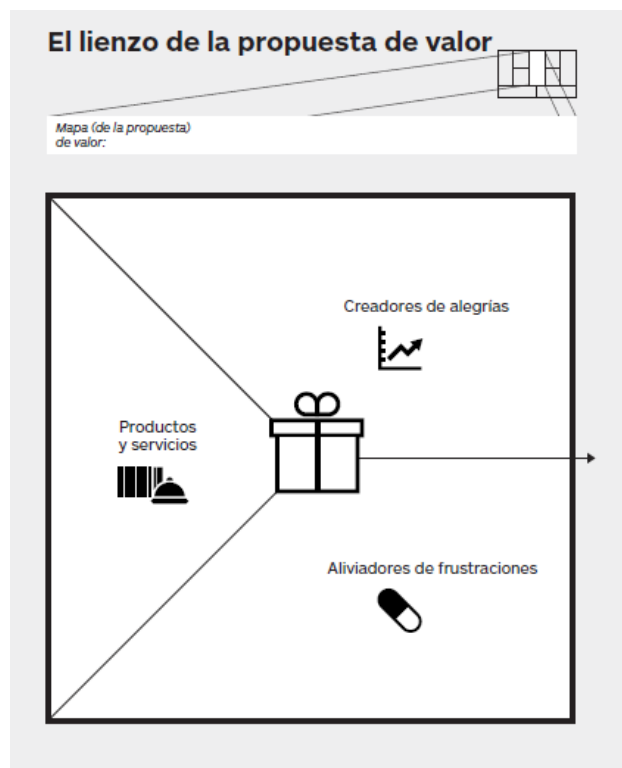 El lienzo de la propuesta de valor
Mapa (de la propuesta)
de valor:
Creadores de alegrías
Productos
y servicios
Aliviadores de frustraciones